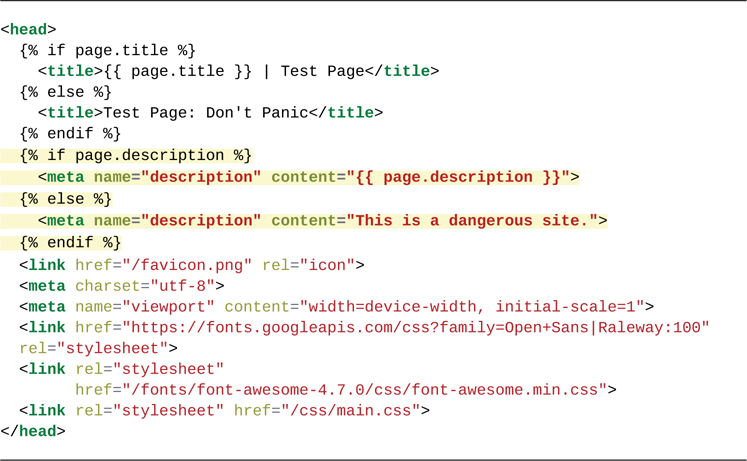 <head>
  {% if page.title %}
    <title>{{ page.title }} | Test Page</title>
  {% else %}
    <title>Test Page: Don't Panic</title>
  {% endif %}
  {% if page.description %}
    <meta name="description" content="{{ page.description }}">
  {% else %}
    <meta name="description" content="This is a dangerous site.">
  {% endif %}
  <link href="/favicon.png" rel="icon">
  <meta charset="utf-8">
  <meta name="viewport" content="width=device-width, initial-scale=1">
  <link href="https://fonts.googleapis.com/css?family=Open+Sans|Raleway:100"
  rel="stylesheet">
  <link rel="stylesheet"
        href="/fonts/font-awesome-4.7.0/css/font-awesome.min.css">
  <link rel="stylesheet" href="/css/main.css">
</head>